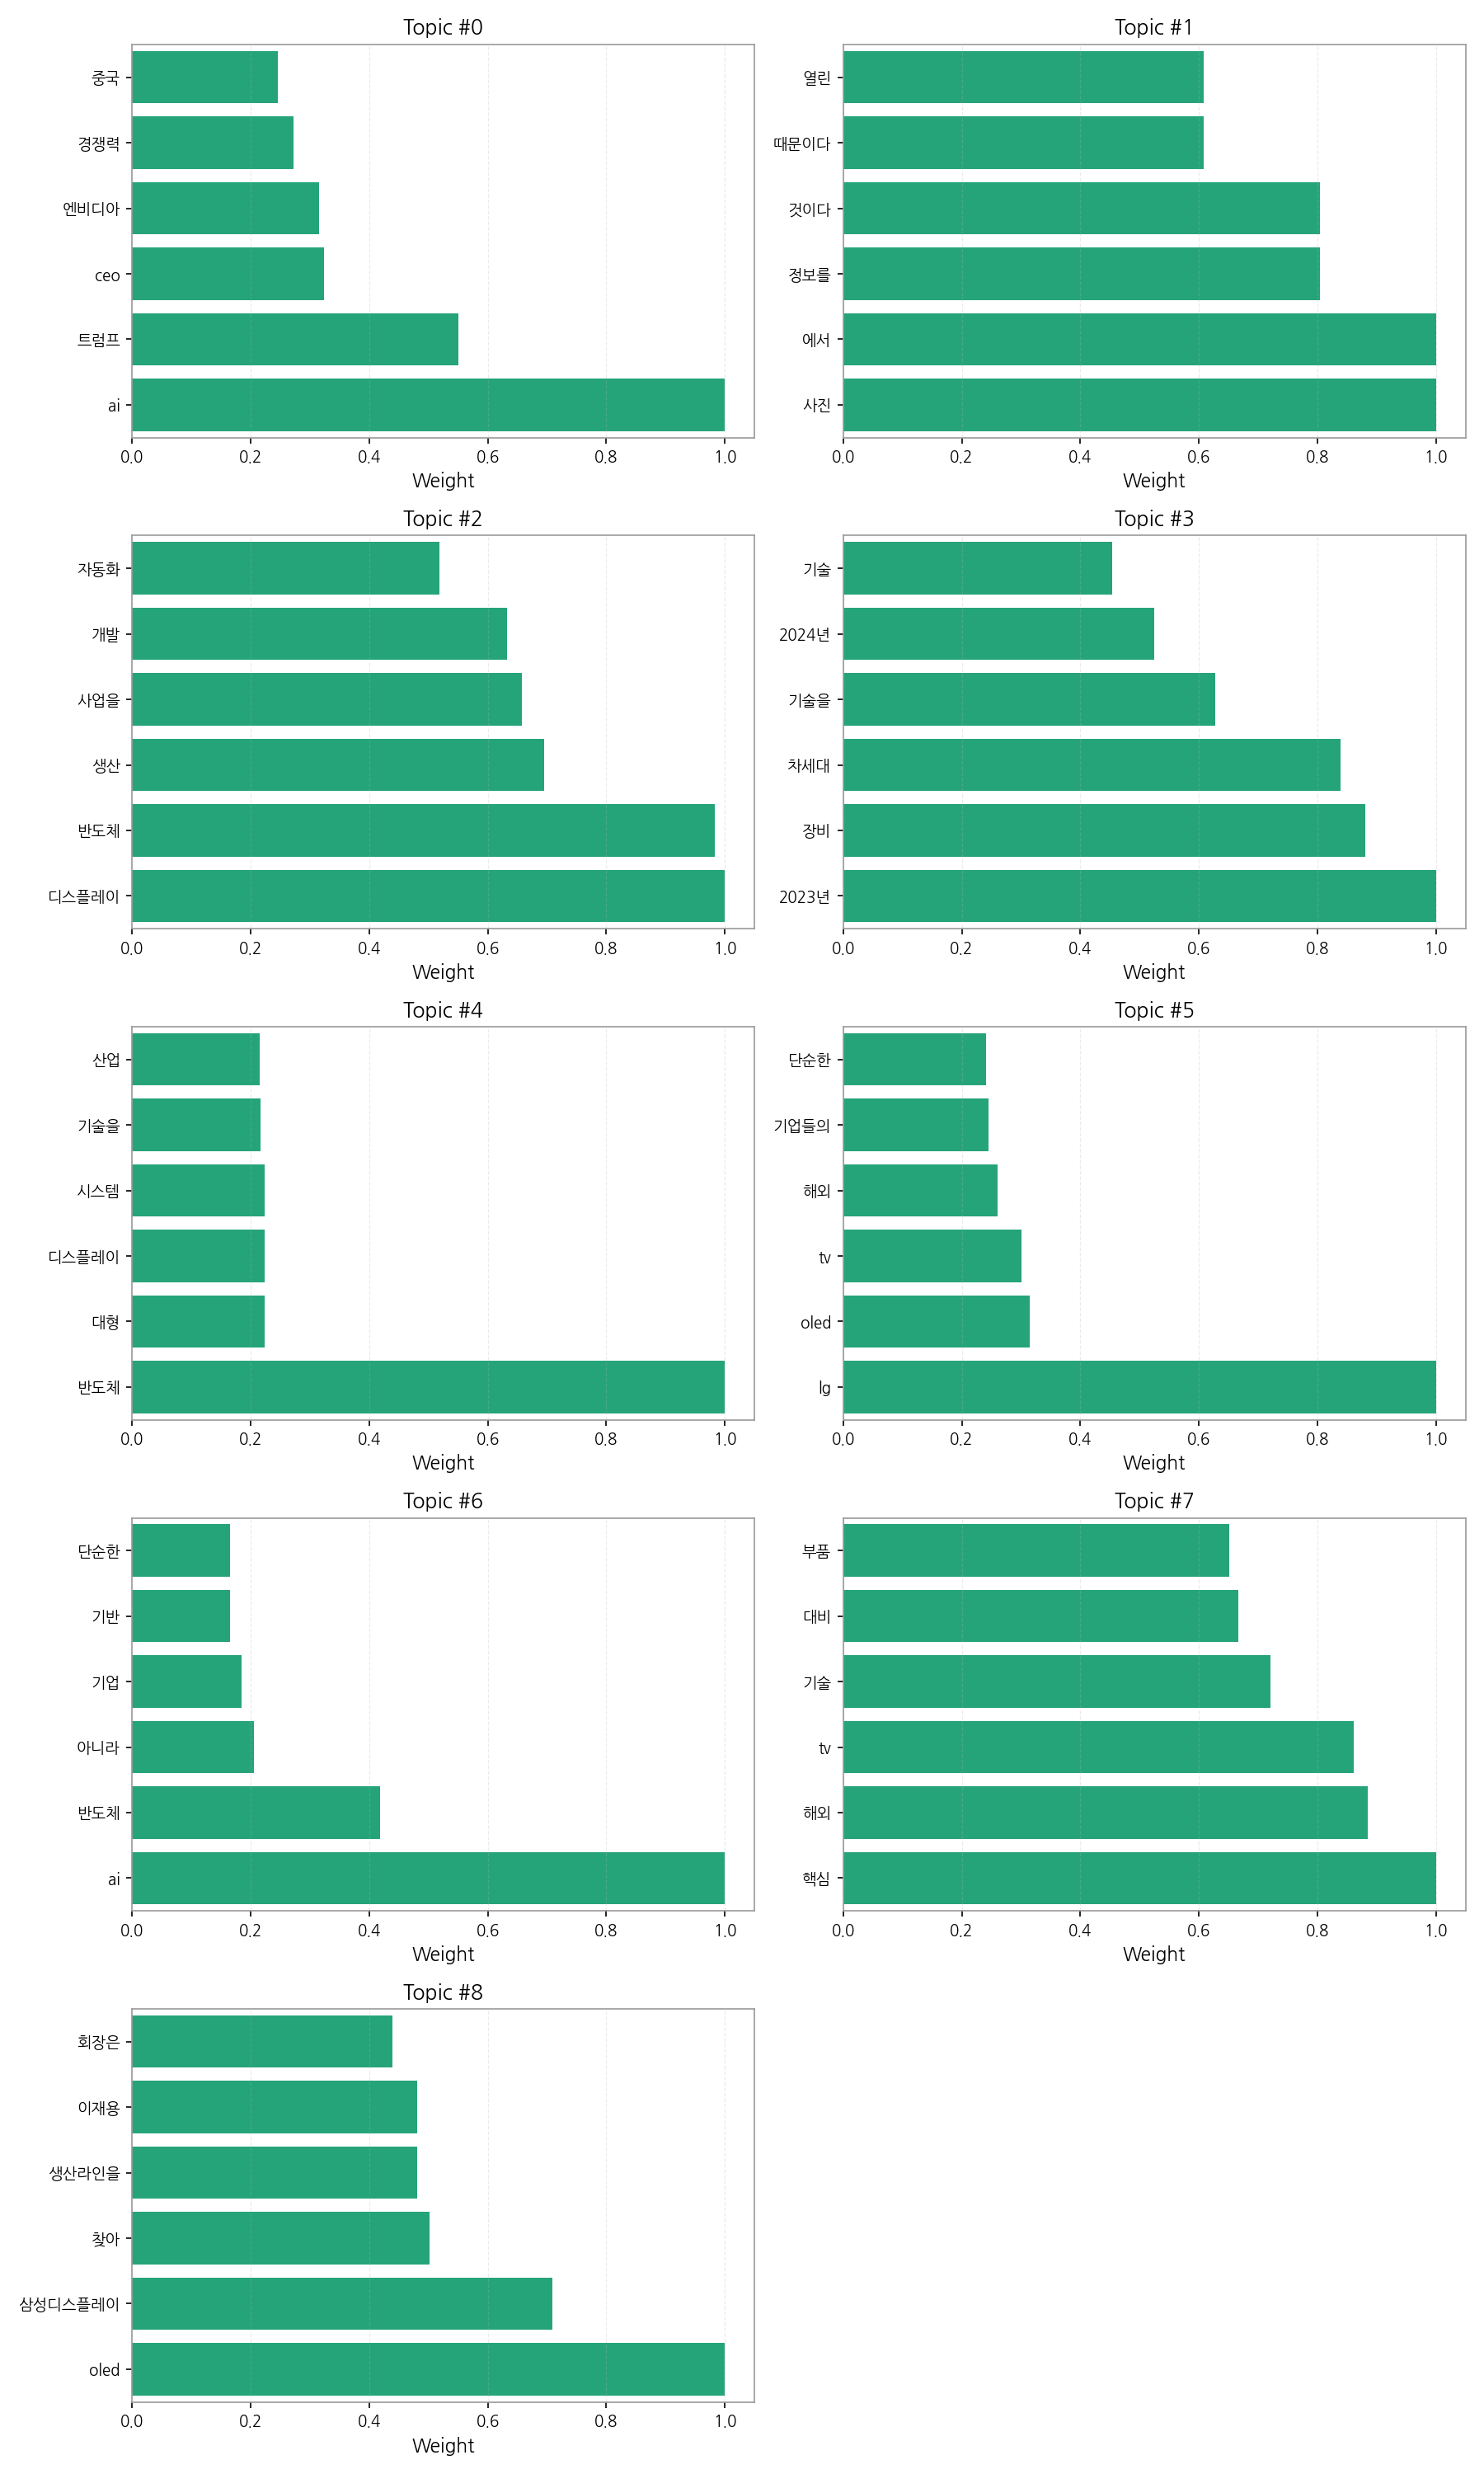 Topic #0
중국
경쟁력
엔비디아
ceo
트럼프
ai
0.0 0.2 0.4 0.6 0.8 1.0
Weight
Topic #1
열린
때문이다
것이다
정보를
에서
사진
0.0 0.2 0.4 0.6 0.8 1.0
Weight
Topic #2
자동화
개발
사업을
생산
반도체
디스플레이
0.0 0.2 0.4 0.6 0.8 1.0
Weight
Topic #3
기술
2024년
기술을
차세대
장비
2023년
0.0 0.2 0.4 0.6 0.8 1.0
Weight
Topic #4
산업
기술을
시스템
디스플레이
대형
반도체
0.0 0.2 0.4 0.6 0.8 1.0
Weight
Topic #5
단순한
기업들의
해외
tv
oled
lg
0.0 0.2 0.4 0.6 0.8 1.0
Weight
Topic #6
단순한
기반
기업
아니라
반도체
ai
0.0 0.2 0.4 0.6 0.8 1.0
Weight
Topic #7
부품
대비
기술
tv
해외
핵심
0.0 0.2 0.4 0.6 0.8 1.0
Weight
Topic #8
회장은
이재용
생산라인을
찾아
삼성디스플레이
oled
0.0 0.2 0.4 0.6 0.8 1.0
Weight